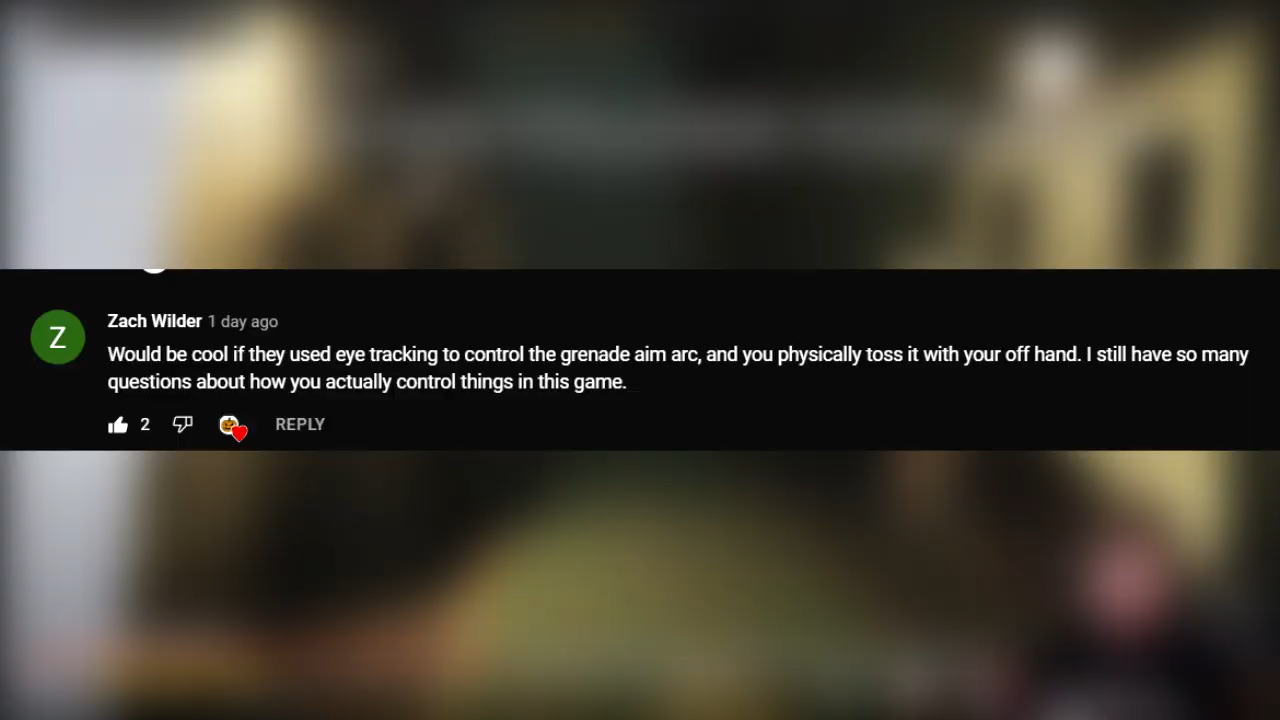 Z
Zach Wilder 1 day ago
Would be cool if they used eye tracking to control the grenade aim arc, and you physically toss it with your off hand. I still have so many
questions about how you actually control things in this game.
2 REPLY